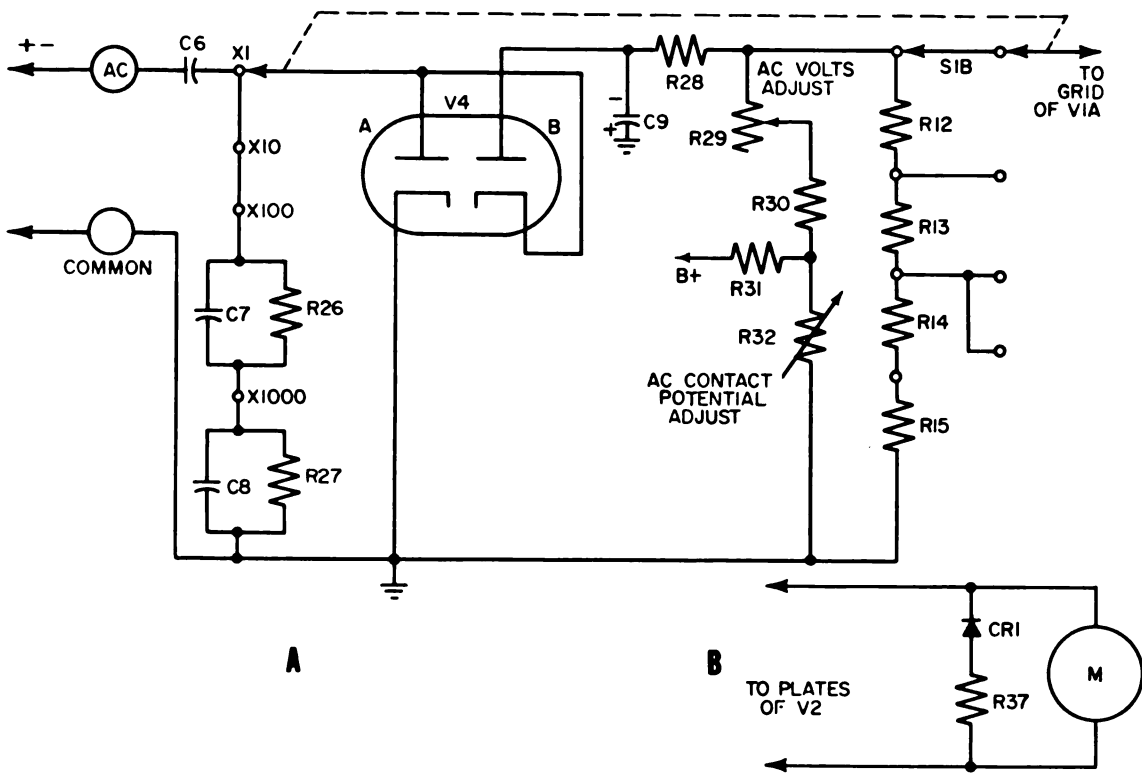 + -
AC
C6
X1
X10
X100
COMMON
C7
R26
X1000
C8
R27
V4
A
B
-
+
C9
R28
AC VOLTS
ADJUST
R29
R30
B+
R31
R32
AC CONTACT
POTENTIAL
ADJUST
S1B
TO
GRID
OF V1A
R12
R13
R14
R15
A
B
TO PLATES
OF V2
CR1
R37
M